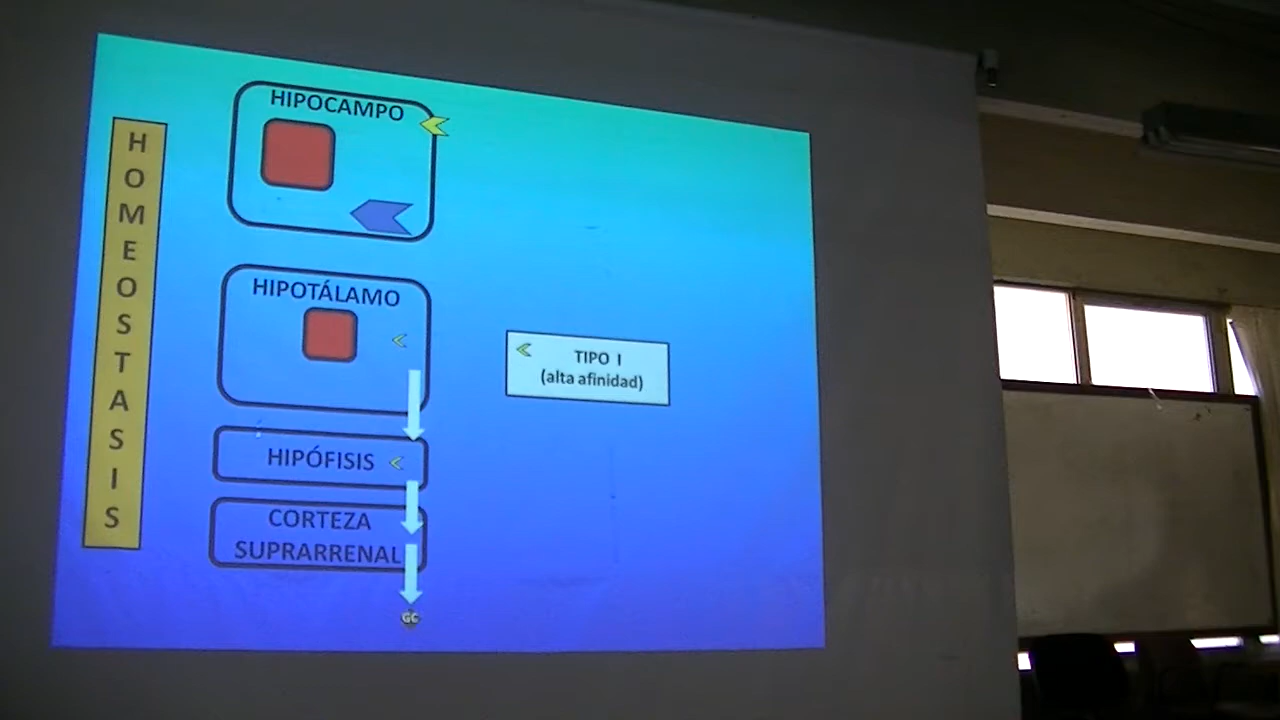 HOMEOSTASIS
HIPOCAMPO
HIPOTÁLAMO
TIPO I
(alta afinidad)
HIPÓFISIS
CORTEZA
SUPRARRENAL
GC